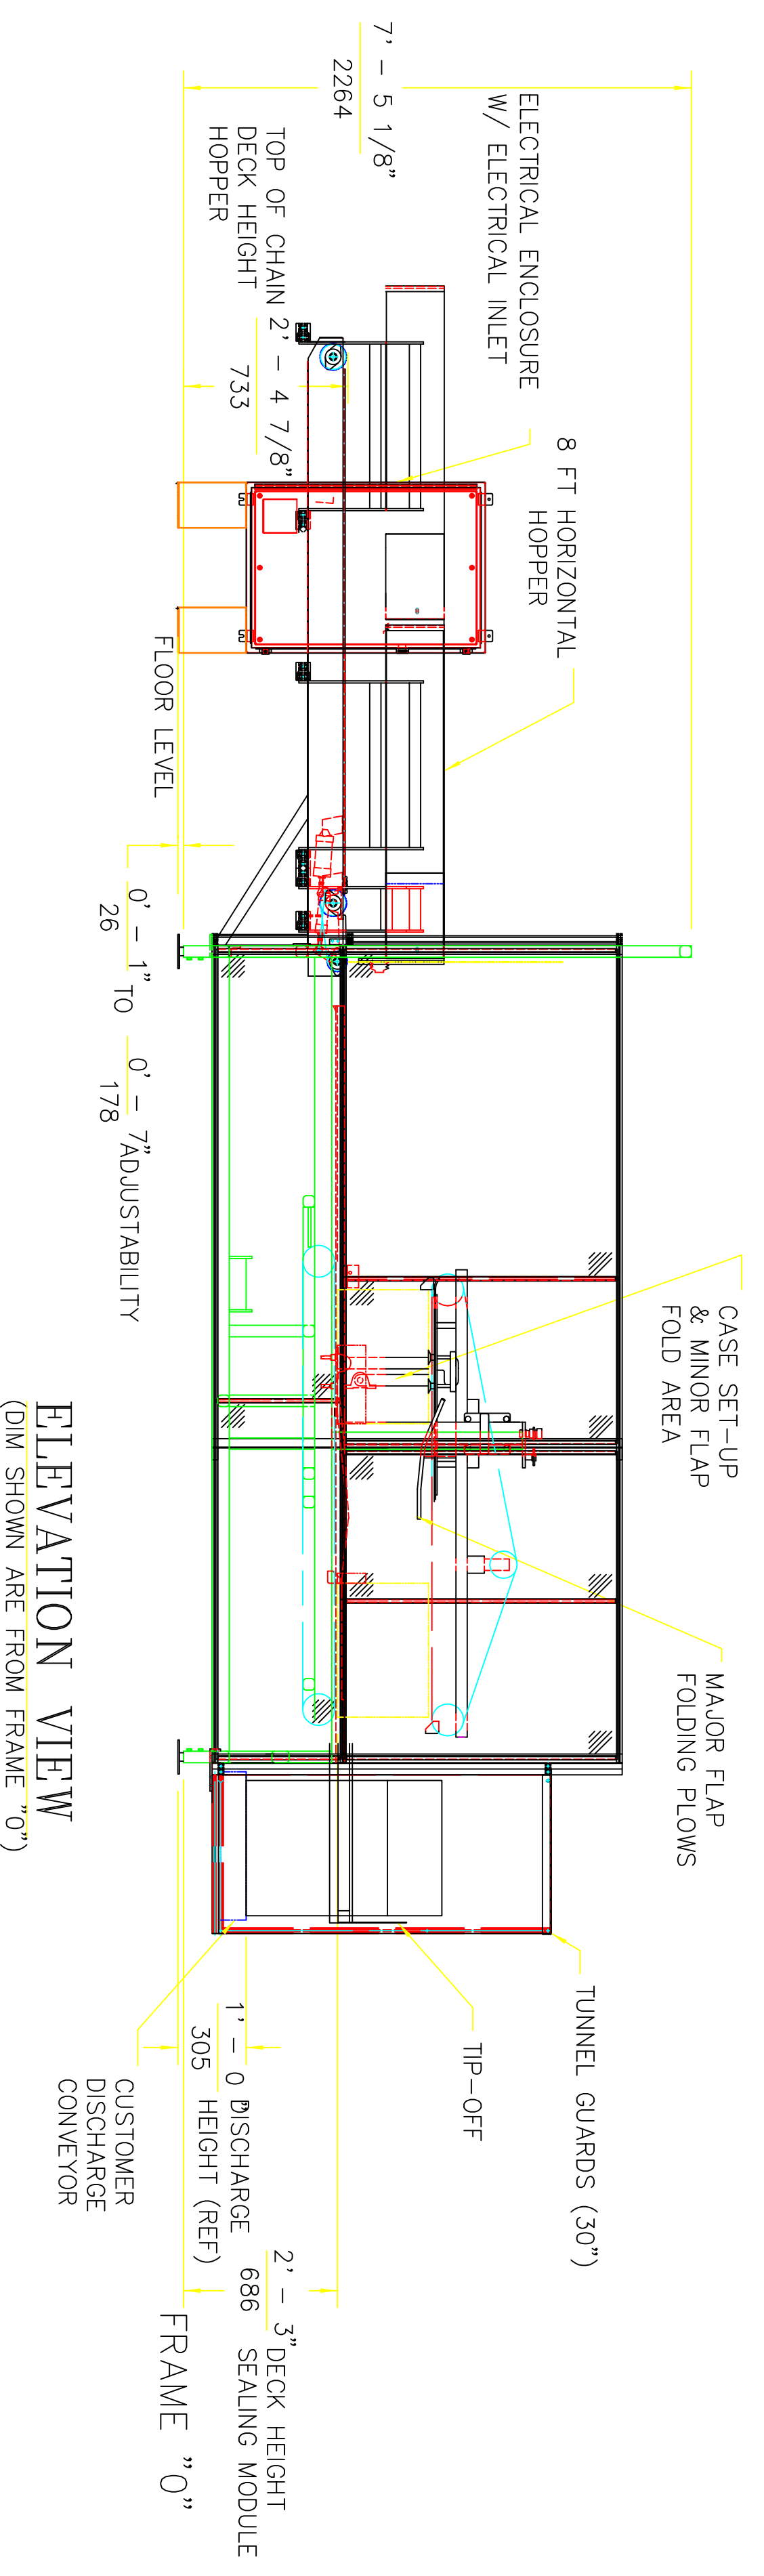 7' - 5 1/8"
2264
ELECTRICAL ENCLOSURE
W/ ELECTRICAL INLET
TOP OF CHAIN
DECK HEIGHT
HOPPER
2' - 4 7/8"
733
8 FT HORIZONTAL
HOPPER
FLOOR LEVEL
0' - 1" TO 0' - 7" ADJUSTABILITY
26 178
CASE SET-UP
& MINOR FLAP
FOLD AREA
MAJOR FLAP
FOLDING PLOWS
TUNNEL GUARDS (30")
TIP-OFF
1' - 0" DISCHARGE
305 HEIGHT (REF)
CUSTOMER
DISCHARGE
CONVEYOR
2' - 3" DECK HEIGHT
686 SEALING MODULE
FRAME "0"
ELEVATION VIEW
(DIM SHOWN ARE FROM FRAME "0")